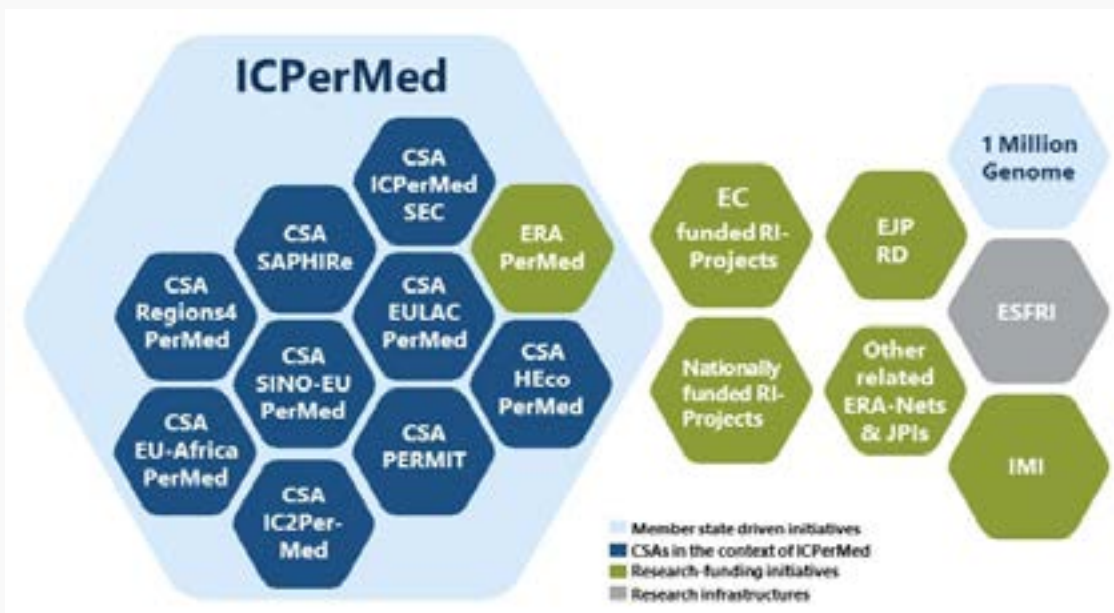 ICPerMed
CSA
ICPerMed
SEC
CSA
SAPHIRe
ERA
PerMed
CSA
Regions4
PerMed
CSA
EULAC
PerMed
CSA
SINO-EU
PerMed
CSA
HEco
PerMed
CSA
EU-Africa
PerMed
CSA
PERMIT
CSA
IC2Per-
Med
EC
funded RI-
Projects
EJP
RD
1 Million
Genome
ESFRI
Nationally
funded RI-
Projects
Other
related
ERA-Nets
& JPIs
IMI
Member state driven initiatives
CSAs in the context of ICPerMed
Research-funding initiatives
Research infrastructures